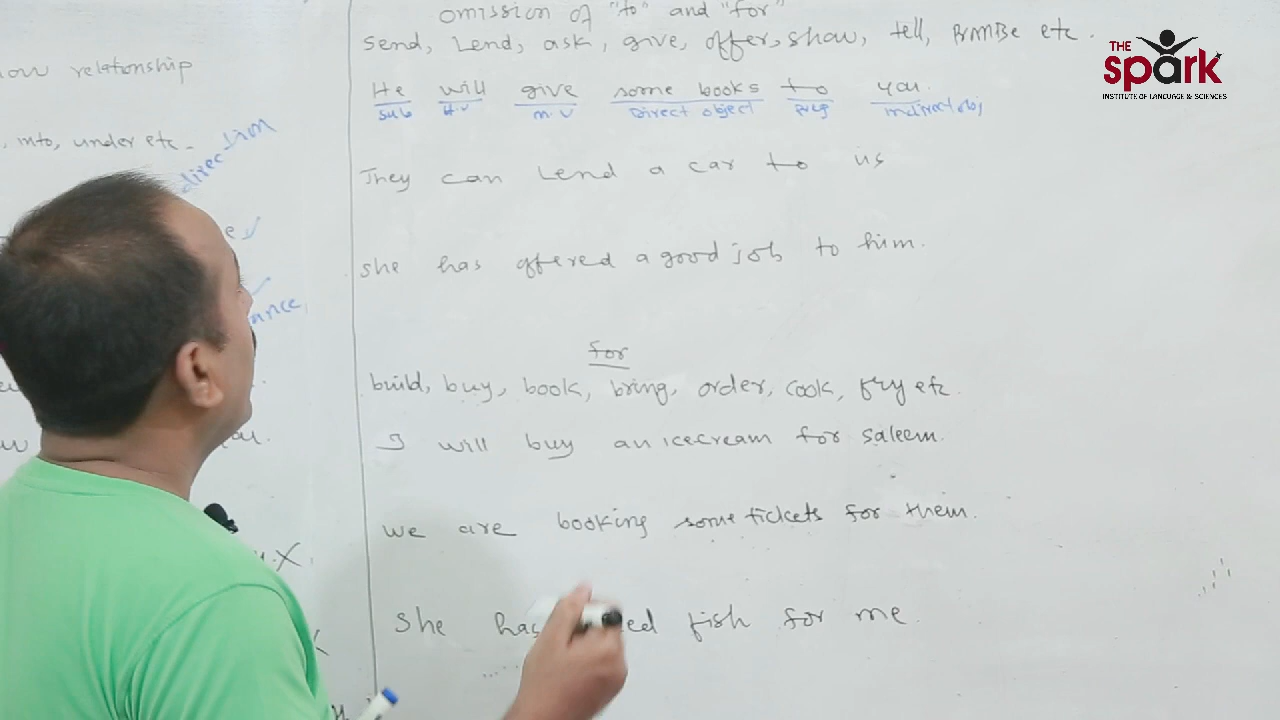 omission of "to" and "for"
Send, Lend, ask, give, offer, show, tell, Promise etc.
He will give some books to you.
sub H.V m.v Direct object prep indirect obj
They can Lend a car to us
She has offered a good job to him.
for
build, buy, book, bring, order, cook, fry etc.
I will buy an icecream for saleem.
we are booking some tickets for them.
She has fish for me.
relationship
, into, under etc.
direction
THE
spark
INSTITUTE OF LANGUAGE & SCIENCES